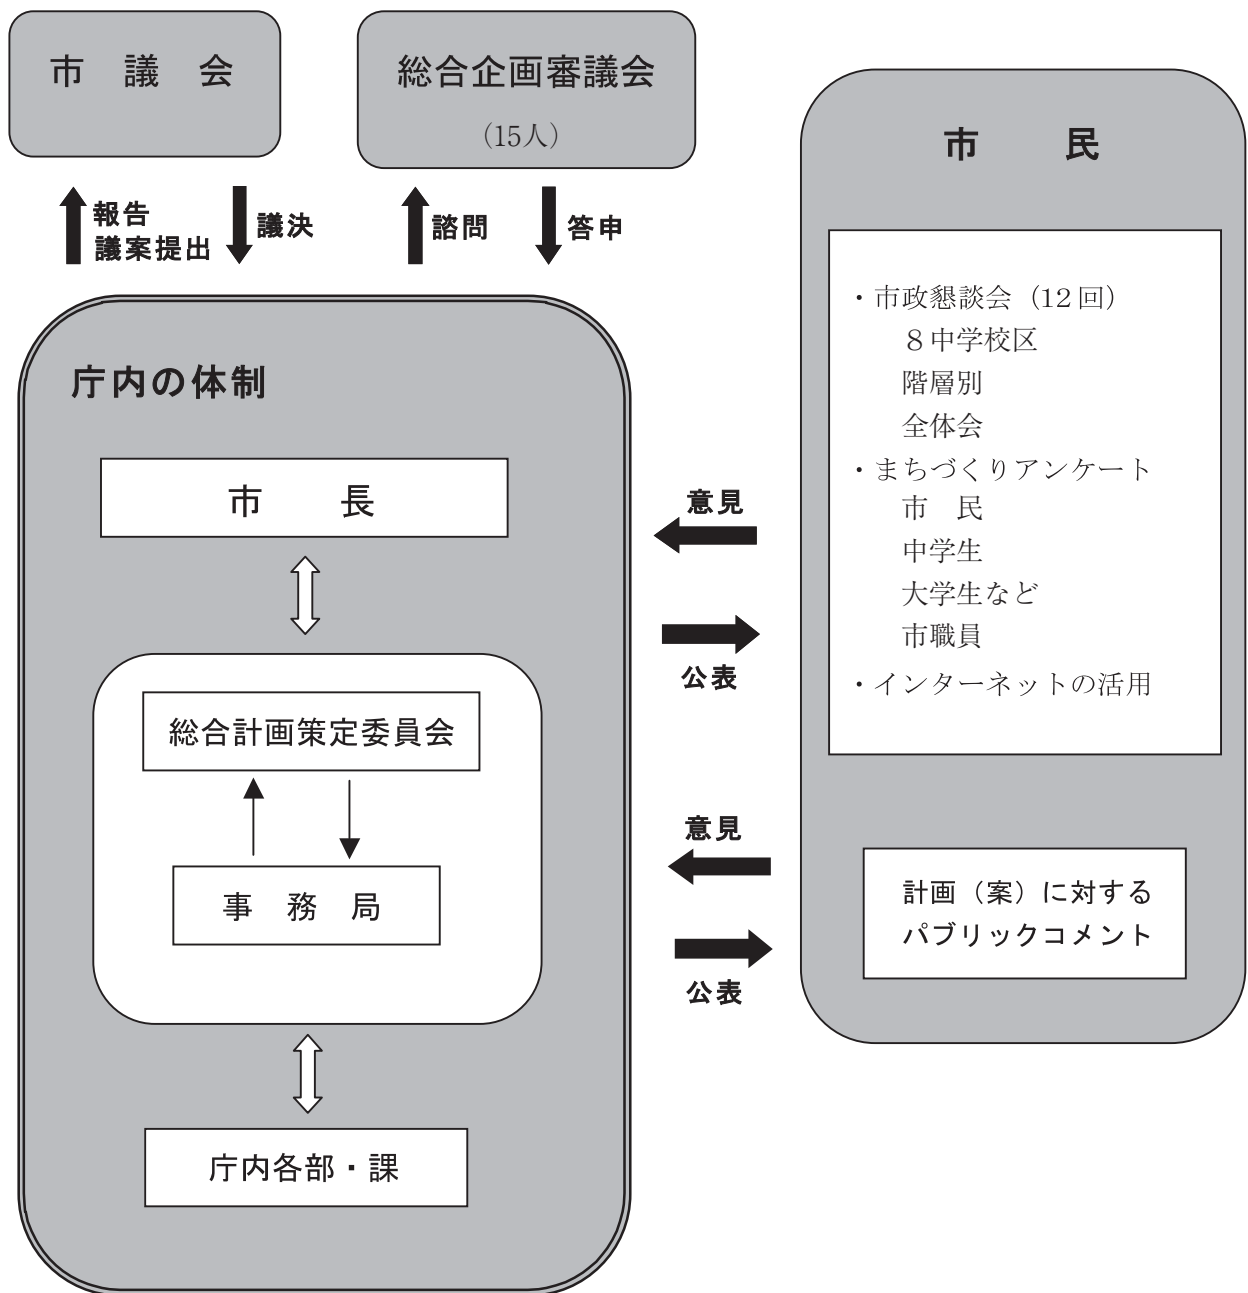 市　議　会
総合企画審議会
（15人）
報告
議案提出
議決
諮問
答申
庁内の体制
市　　長
総合計画策定委員会
事　務　局
庁内各部・課
意見
公表
意見
公表
市　　民
・市政懇談会（12回）
８中学校区
階層別
全体会
・まちづくりアンケート
市　民
中学生
大学生など
市職員
・インターネットの活用
計画（案）に対する
パブリックコメント